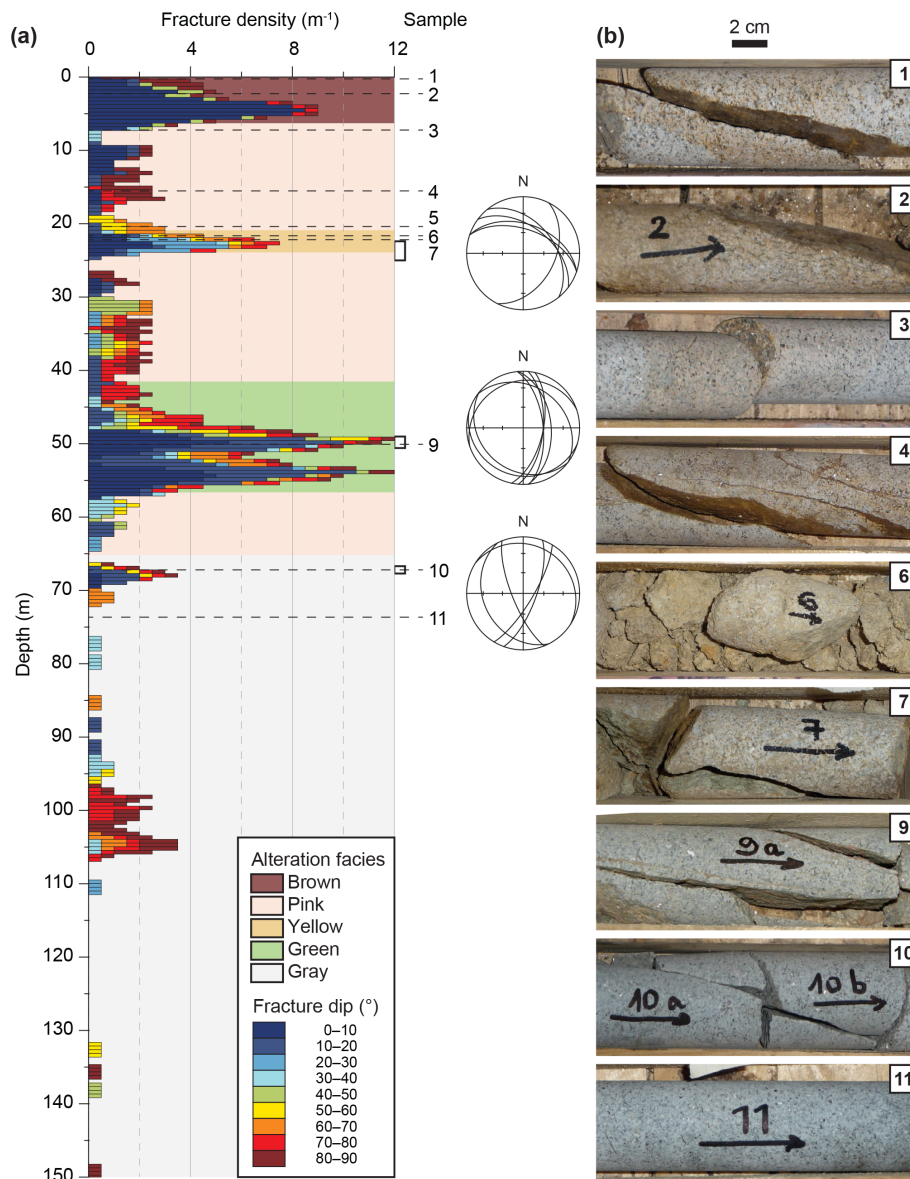 (a)
Fracture density (m⁻¹)
Sample
0
4
8
12
0
10
20
30
40
50
60
70
80
90
100
110
120
130
140
150
Depth (m)
1
2
3
4
5
6
7
9
10
11
N
N
N
Alteration facies
Brown
Pink
Yellow
Green
Gray
Fracture dip (°)
0–10
10–20
20–30
30–40
40–50
50–60
60–70
70–80
80–90
(b)
2 cm
1
2
2
3
4
6
6
7
7
9
9a
10
10a
10b
11
11